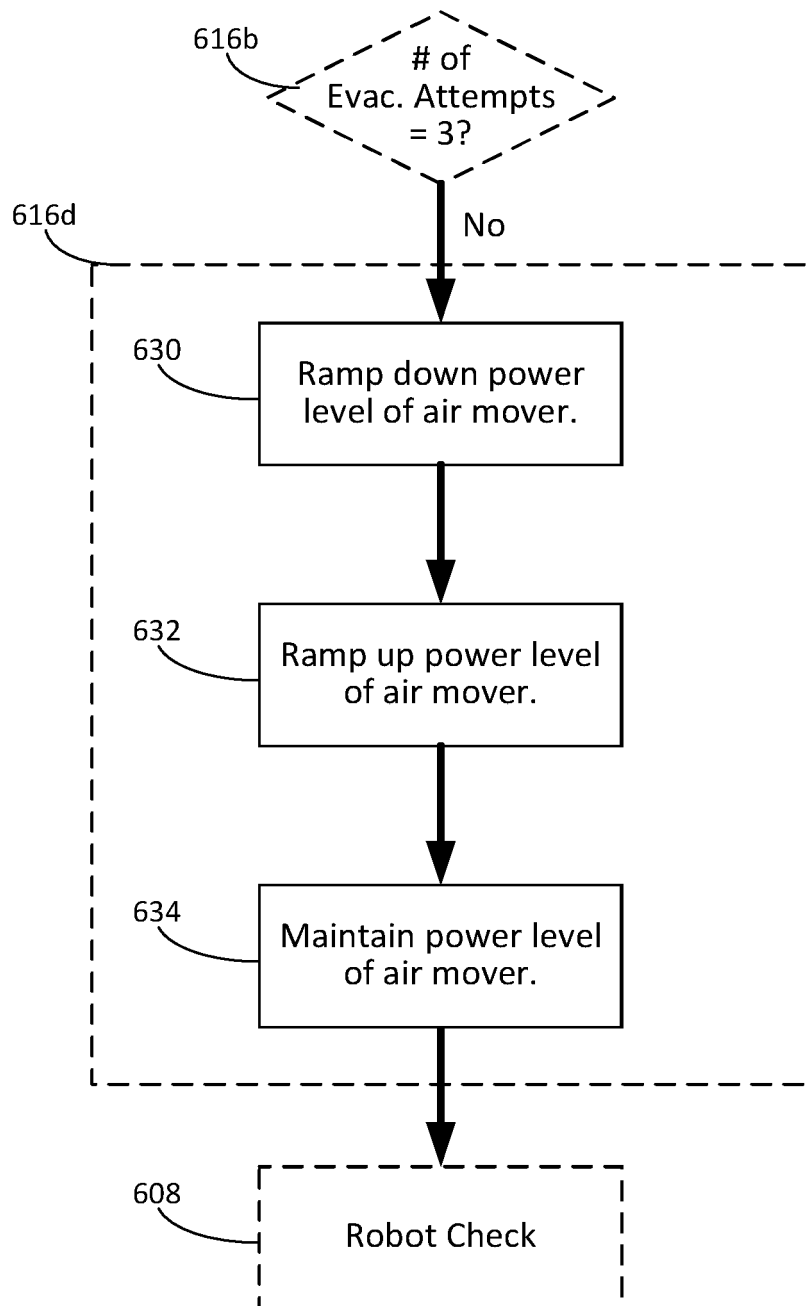 616b
# of
Evac. Attempts
= 3?
No
616d
630
Ramp down power
level of air mover.
632
Ramp up power level
of air mover.
634
Maintain power level
of air mover.
608
Robot Check